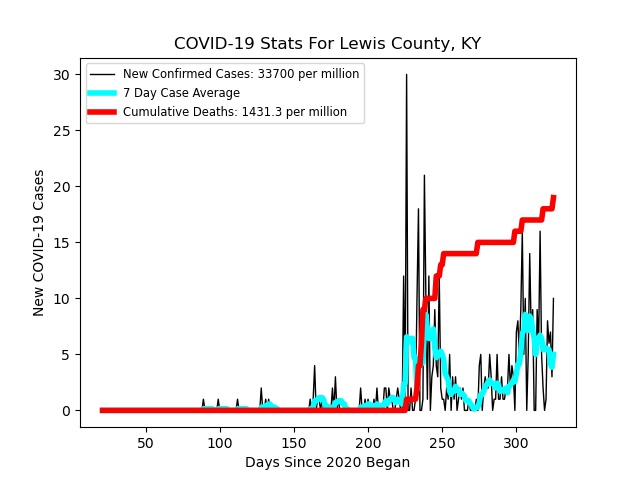 COVID-19 Stats For Lewis County, KY
New Confirmed Cases: 33700 per million
7 Day Case Average
Cumulative Deaths: 1431.3 per million
New COVID-19 Cases
30
25
20
15
10
5
0
50
100
150
200
250
300
Days Since 2020 Began